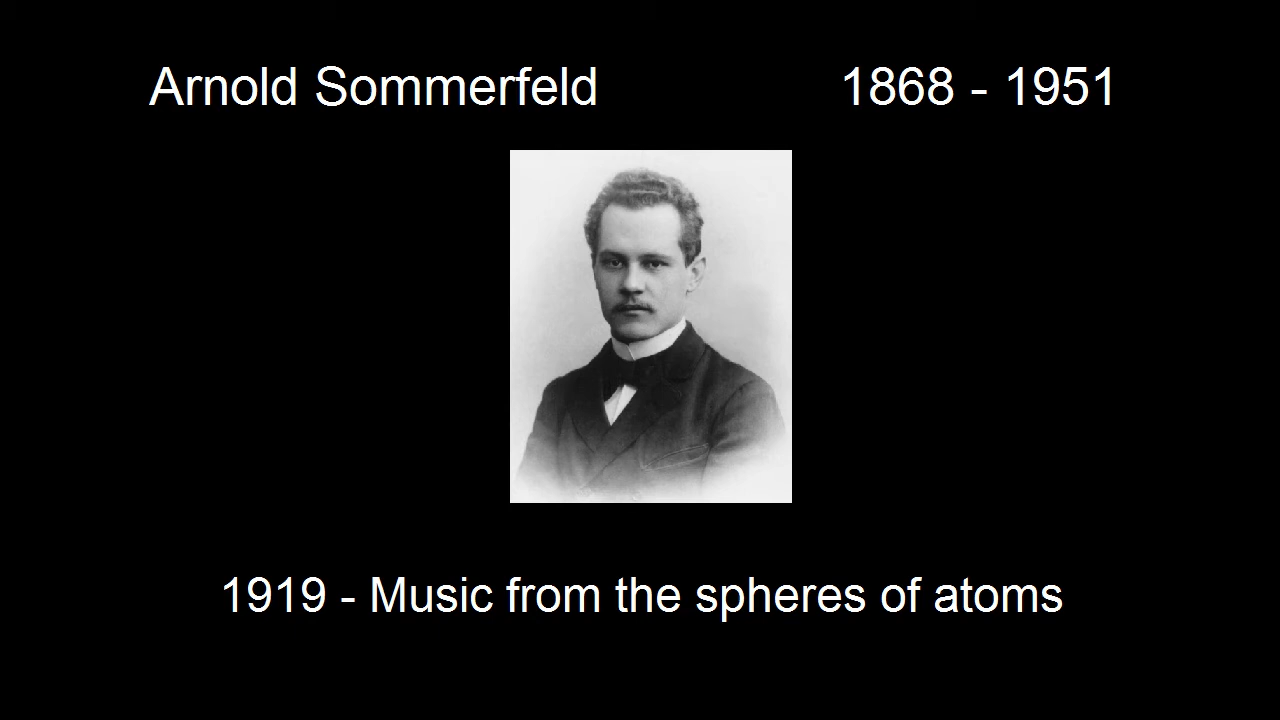 Arnold Sommerfeld 1868 - 1951
1919 - Music from the spheres of atoms